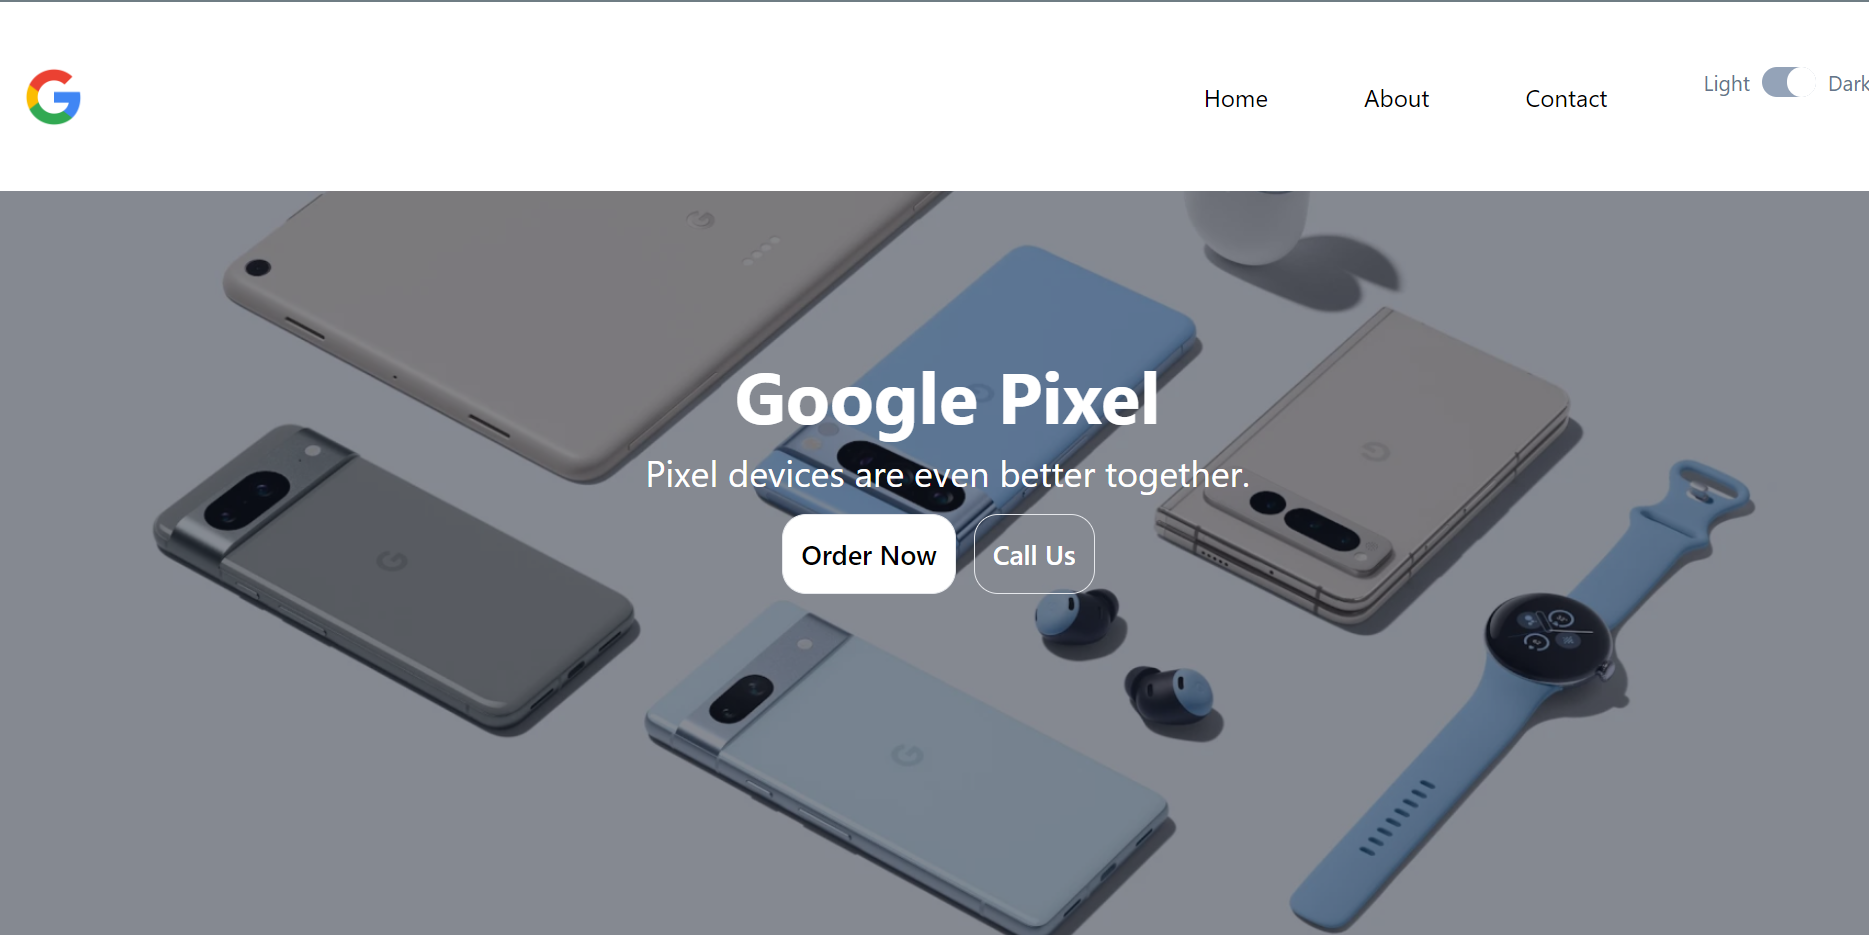 Home About Contact Light Dark
Google Pixel
Pixel devices are even better together.
Order Now Call Us